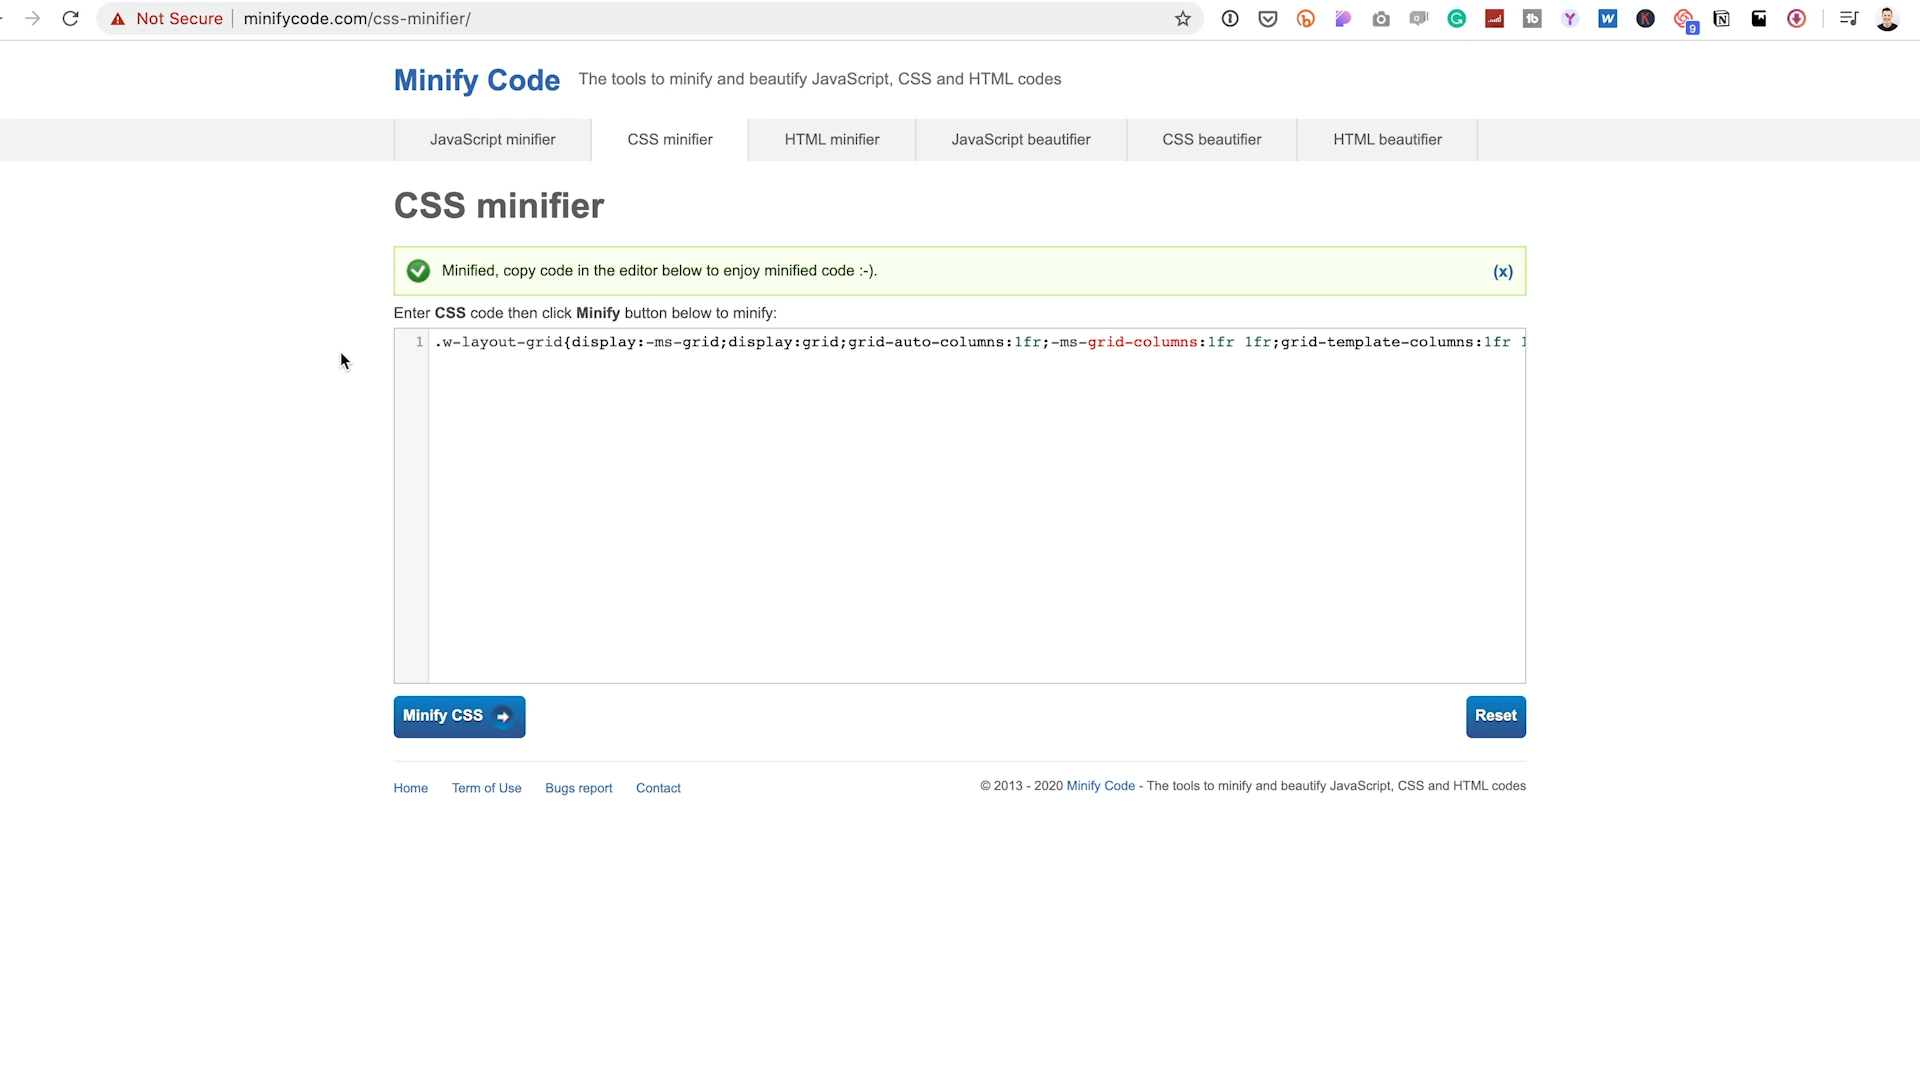 Not Secure minifycode.com/css-minifier/
9
Minify Code The tools to minify and beautify JavaScript, CSS and HTML codes
JavaScript minifier CSS minifier HTML minifier JavaScript beautifier CSS beautifier HTML beautifier
CSS minifier
Minified, copy code in the editor below to enjoy minified code :-). (x)
Enter CSS code then click Minify button below to minify:
1 .w-layout-grid{display:-ms-grid;display:grid;grid-auto-columns:1fr;-ms-grid-columns:1fr 1fr;grid-template-columns:1fr 1
Minify CSS Reset
Home Term of Use Bugs report Contact © 2013 - 2020 Minify Code - The tools to minify and beautify JavaScript, CSS and HTML codes